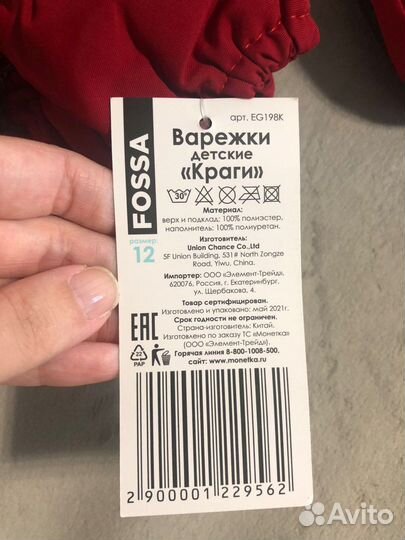 арт. EG198K
FOSSA
Варежки
детские
«Краги»
30°
размер:
12
Материал:
верх и подклад: 100% полиэстер,
наполнитель: 100% полиуретан.
Изготовитель:
Union Chance Co.,Ltd
5F Union Building, 531# North Zongze
Road, Yiwu, China.
Импортер: ООО «Элемент-Трейд»,
620076, Россия, г. Екатеринбург,
ул. Щербакова, 4.
Товар сертифицирован.
Изготовлено и упаковано: май 2021г.
Срок годности не ограничен.
Страна-изготовитель: Китай.
Изготовлено по заказу ТС «Монетка»
(ООО «Элемент-Трейд»).
Горячая линия 8-800-1008-500,
сайт: www.monetka.ru
EAC
22
PAP
2 900001 229562
Avito